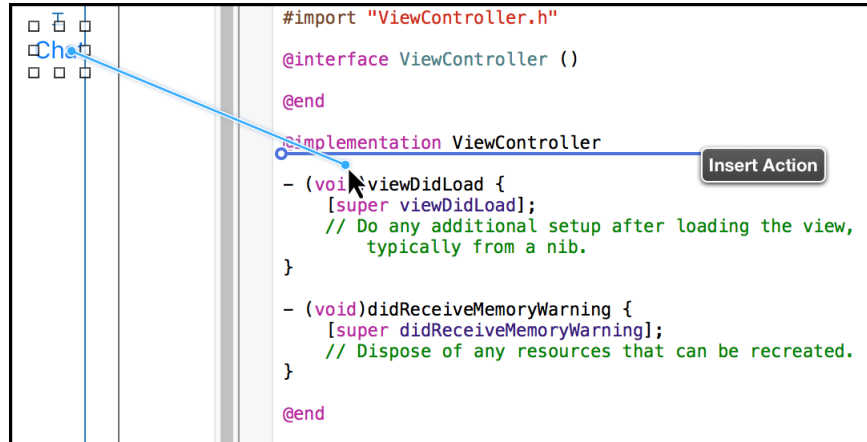 Chat
#import "ViewController.h"
@interface ViewController ()
@end
@implementation ViewController
Insert Action
- (void)viewDidLoad {
[super viewDidLoad];
// Do any additional setup after loading the view,
typically from a nib.
}
- (void)didReceiveMemoryWarning {
[super didReceiveMemoryWarning];
// Dispose of any resources that can be recreated.
}
@end